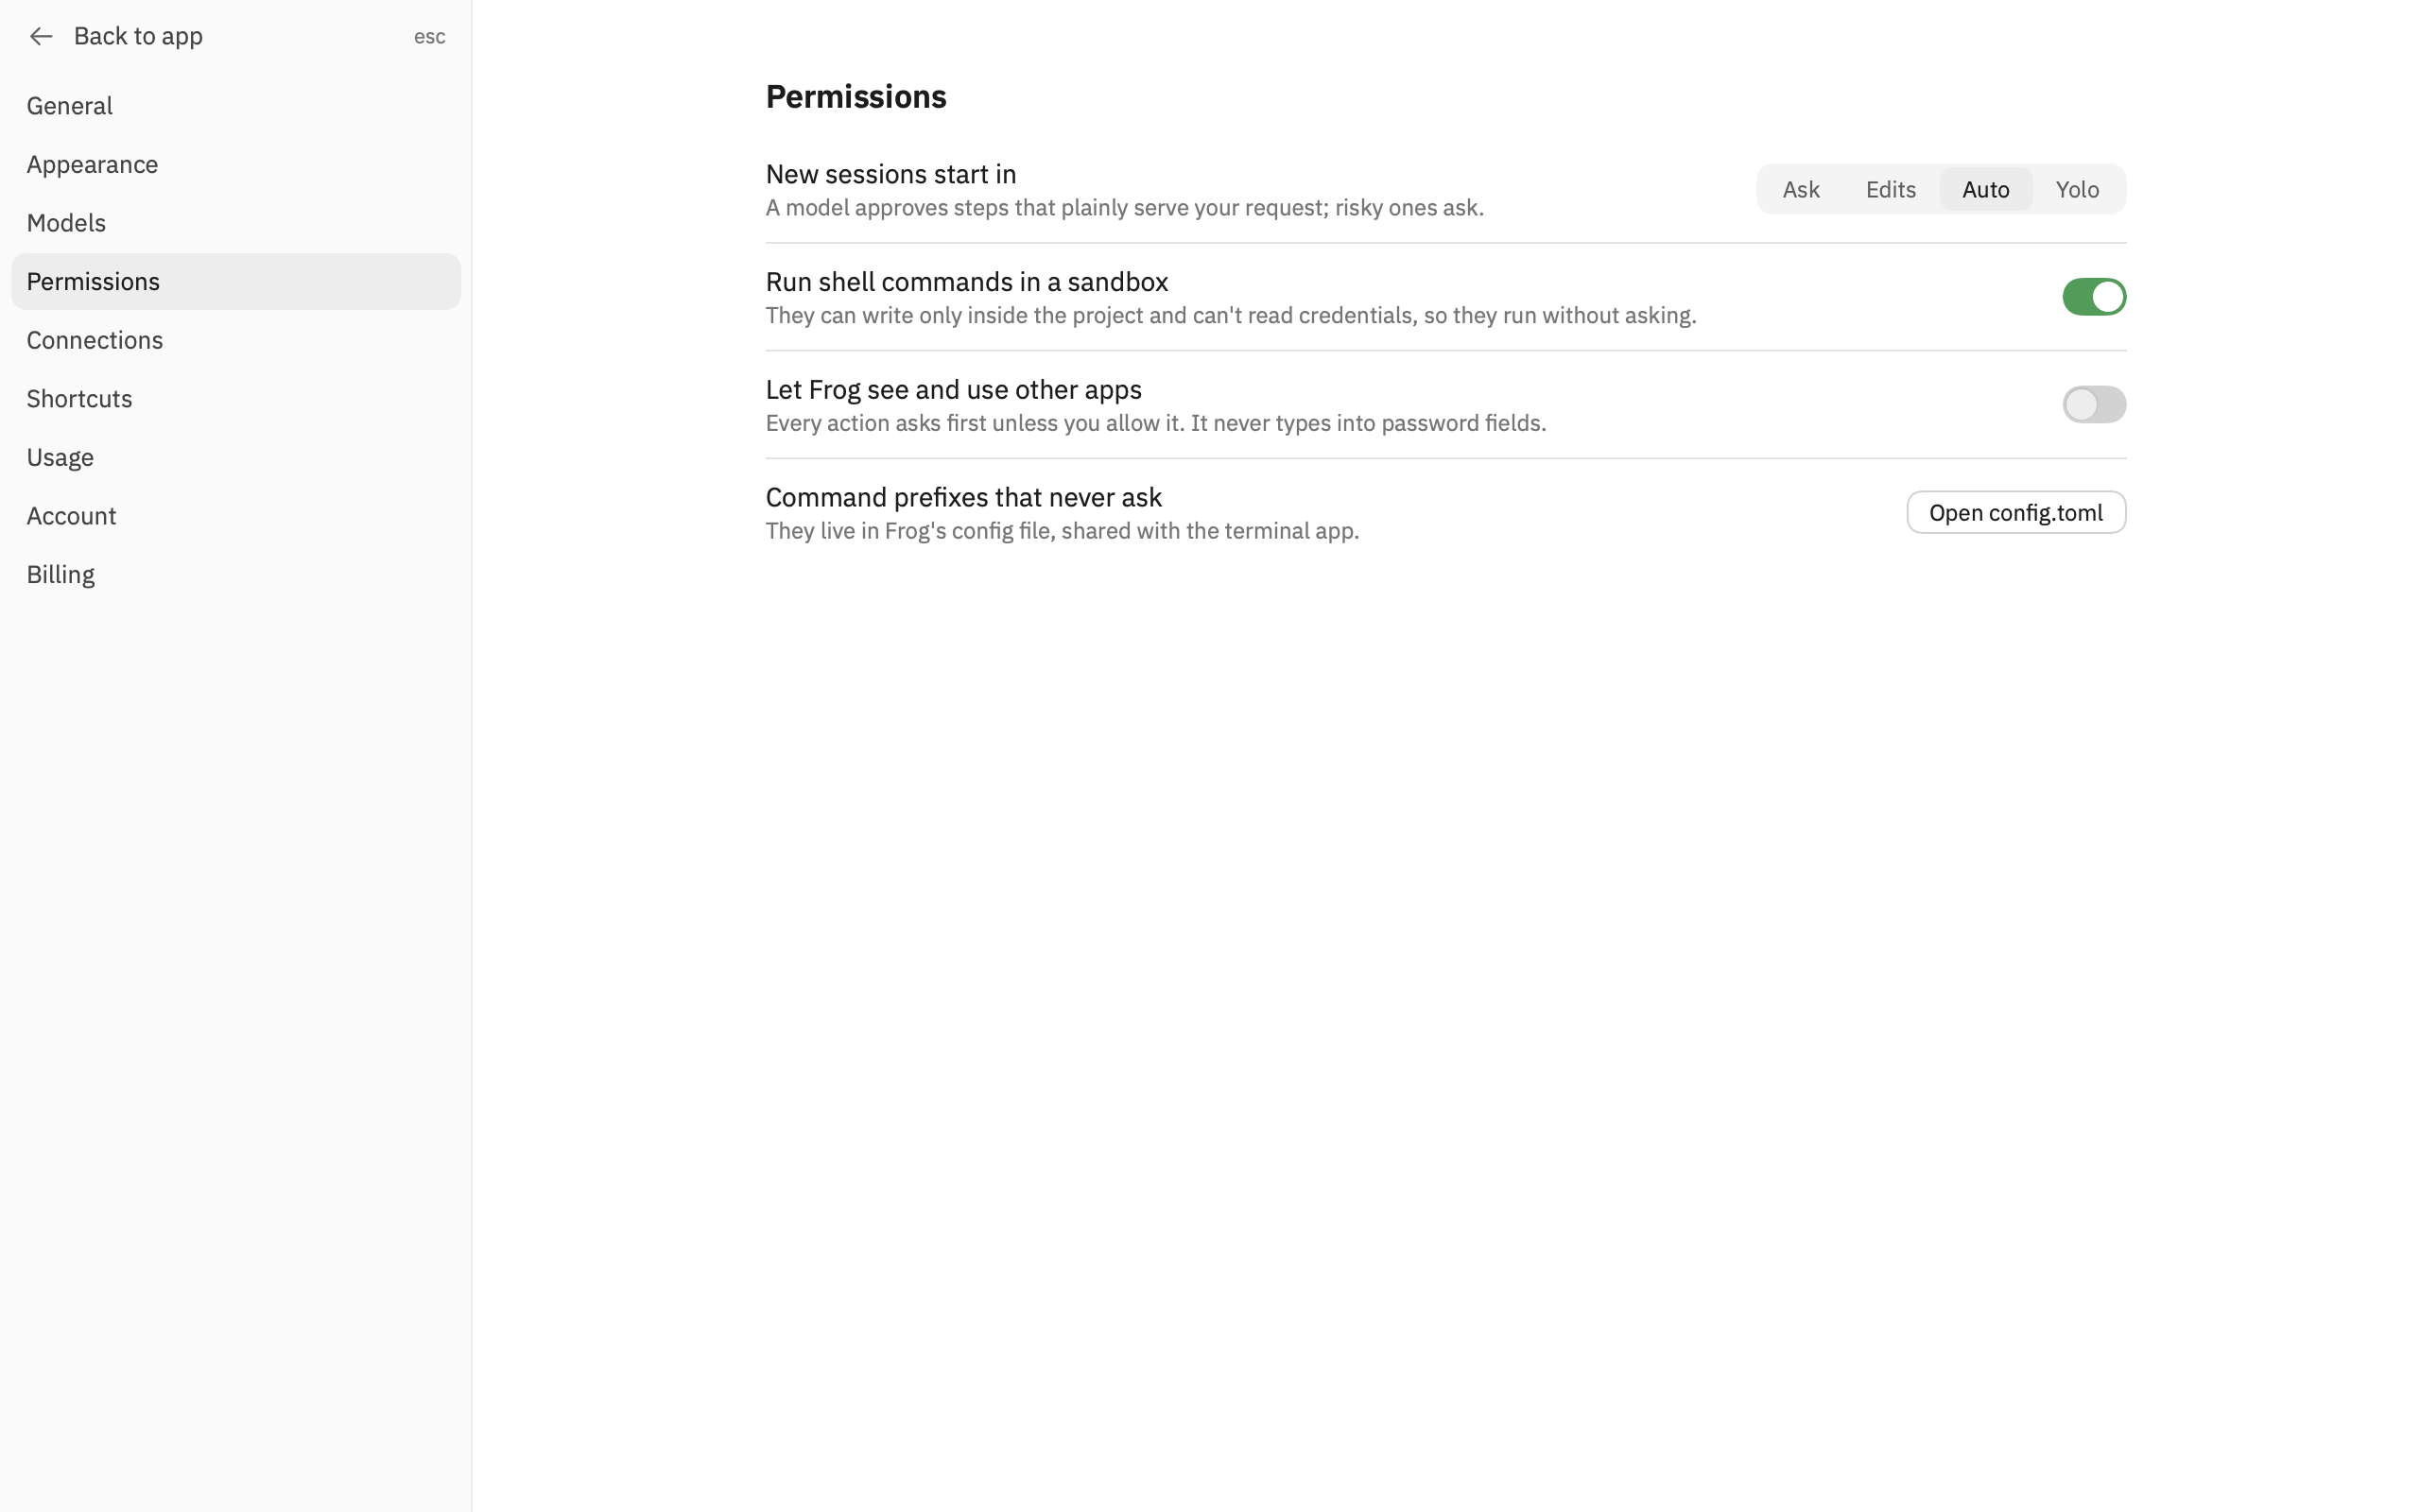 Back to app
esc
General
Appearance
Models
Permissions
Connections
Shortcuts
Usage
Account
Billing
Permissions
New sessions start in
A model approves steps that plainly serve your request; risky ones ask.
Ask
Edits
Auto
Yolo
Run shell commands in a sandbox
They can write only inside the project and can't read credentials, so they run without asking.
Let Frog see and use other apps
Every action asks first unless you allow it. It never types into password fields.
Command prefixes that never ask
They live in Frog's config file, shared with the terminal app.
Open config.toml